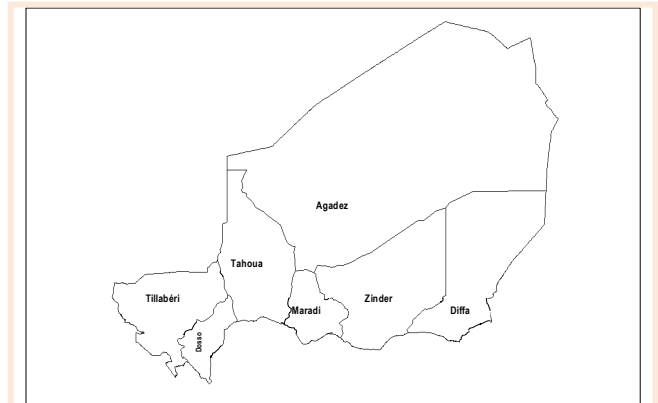 Agadez
Tahoua
Tillabéri
Maradi
Zinder
Diffa
Dosso